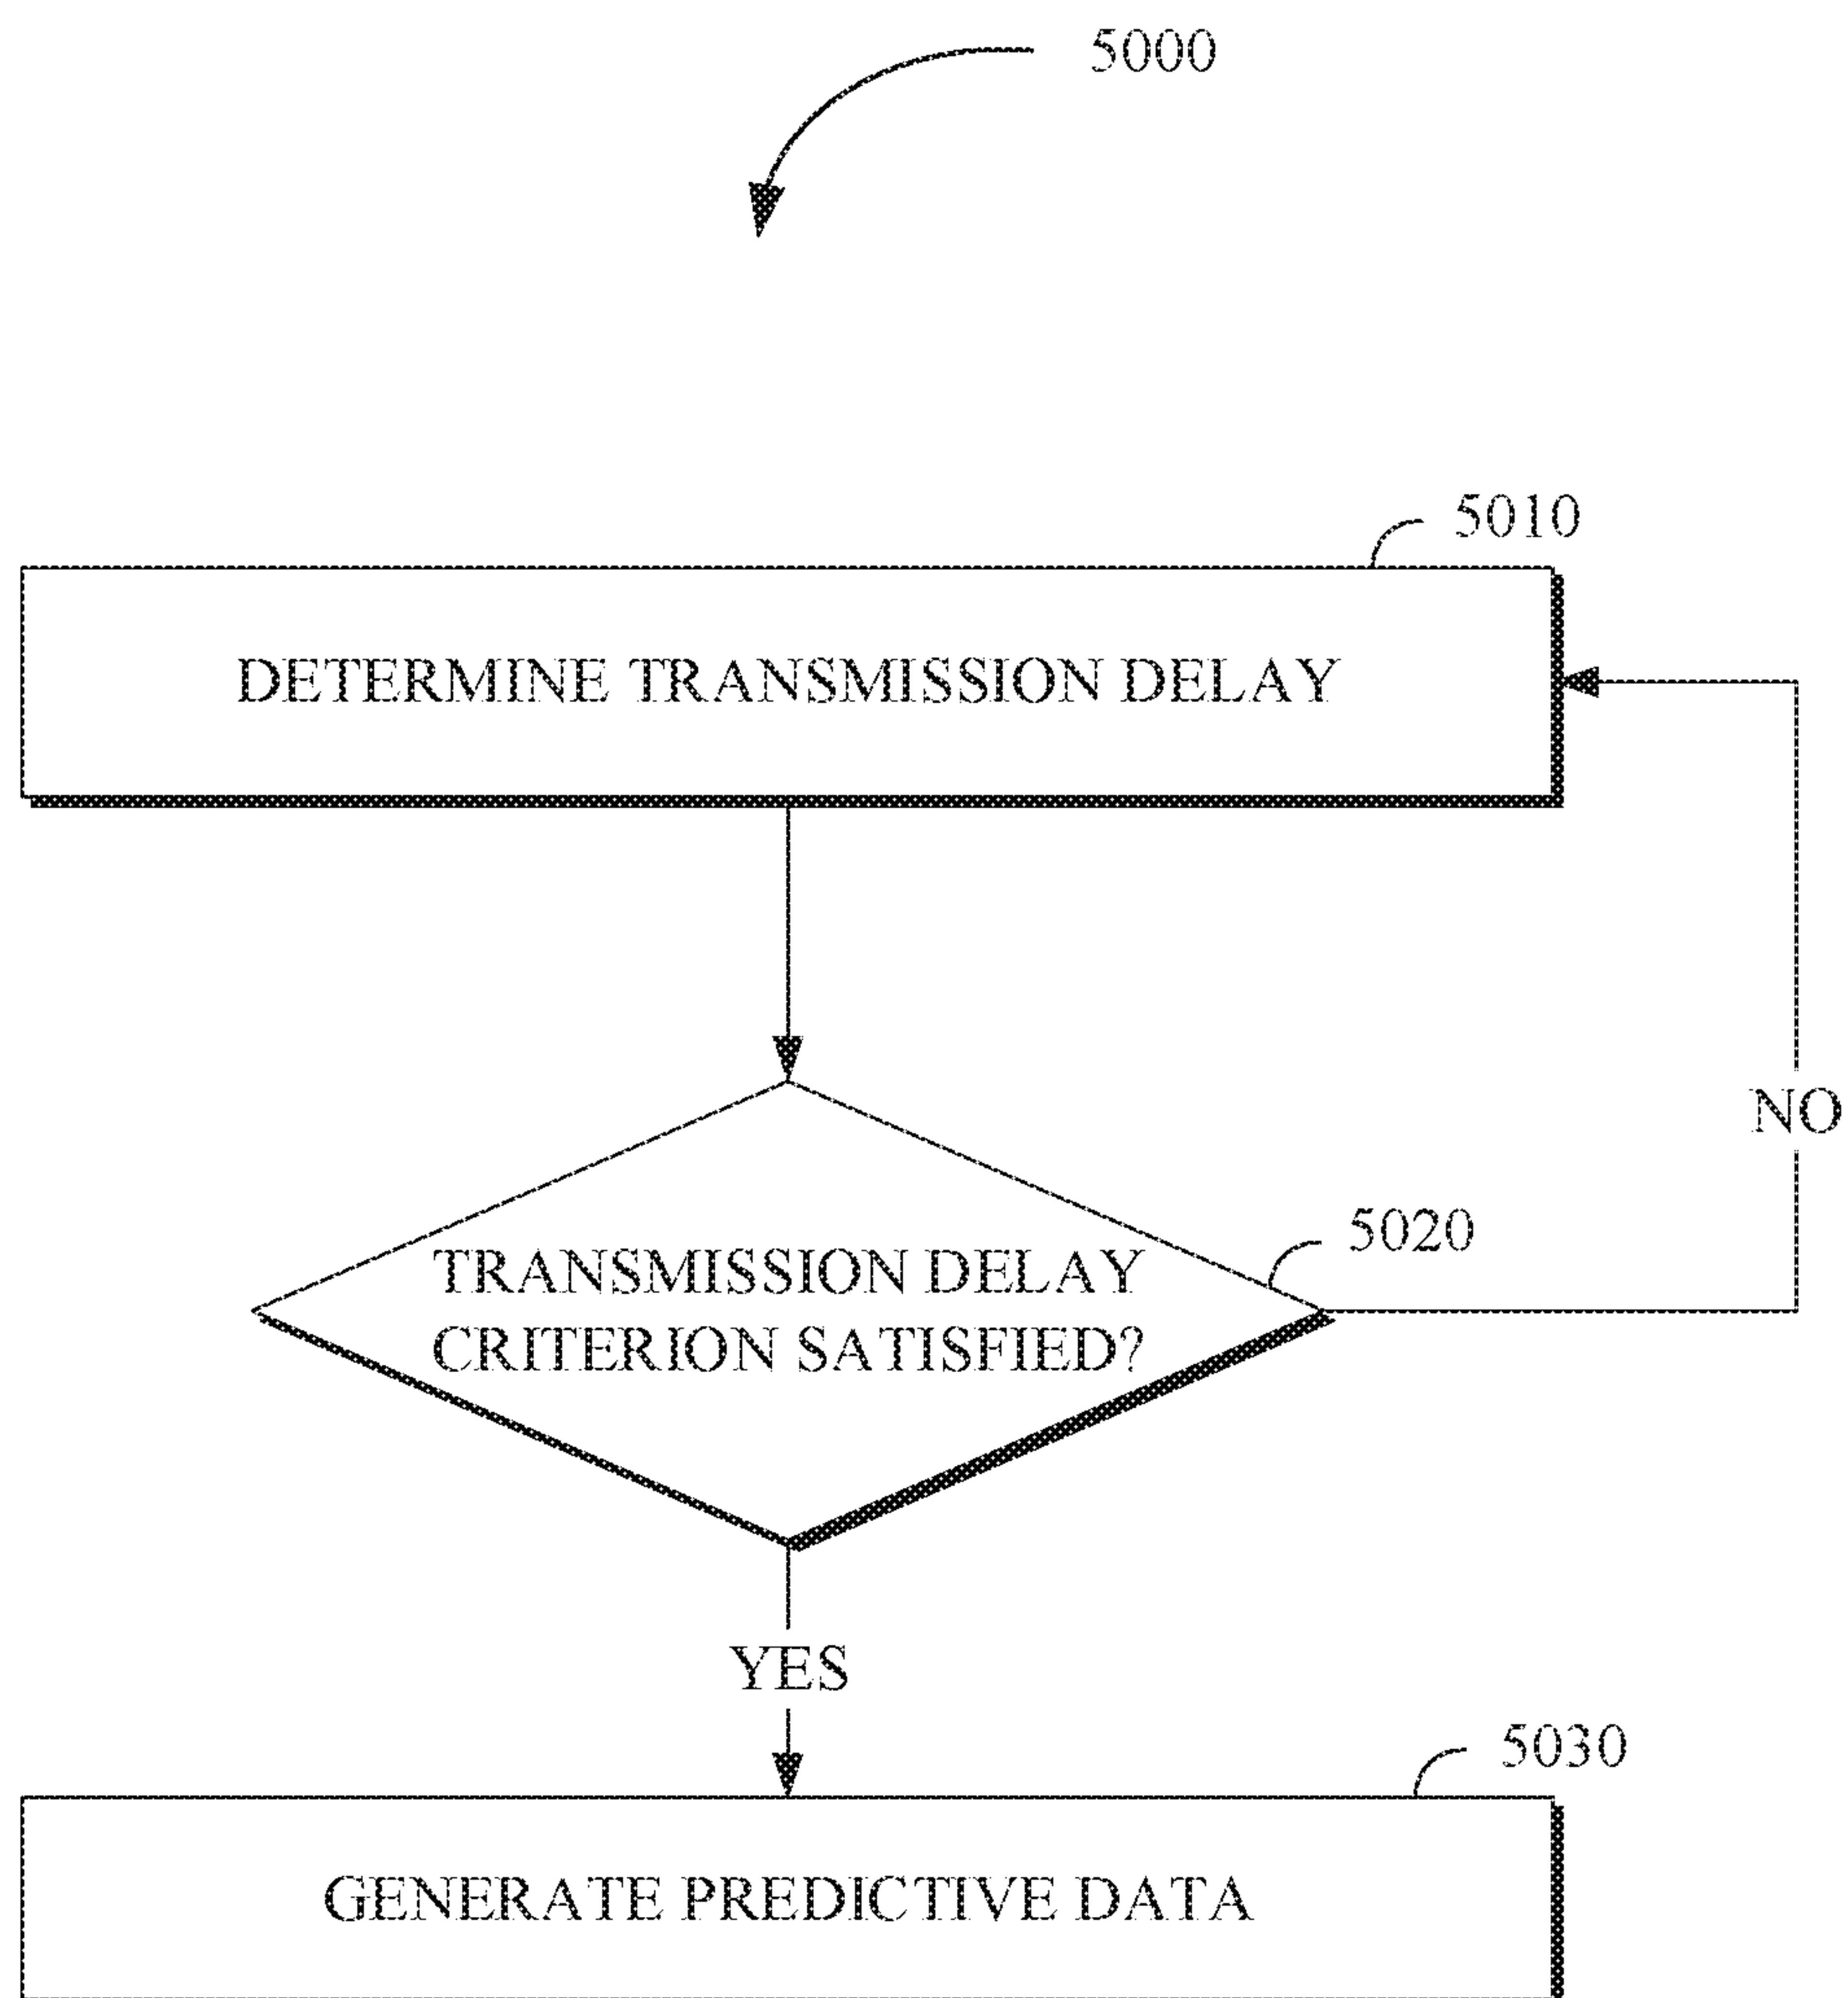 5000
5010
DETERMINE TRANSMISSION DELAY
NO
5020
TRANSMISSION DELAY
CRITERION SATISFIED?
YES
5030
GENERATE PREDICTIVE DATA